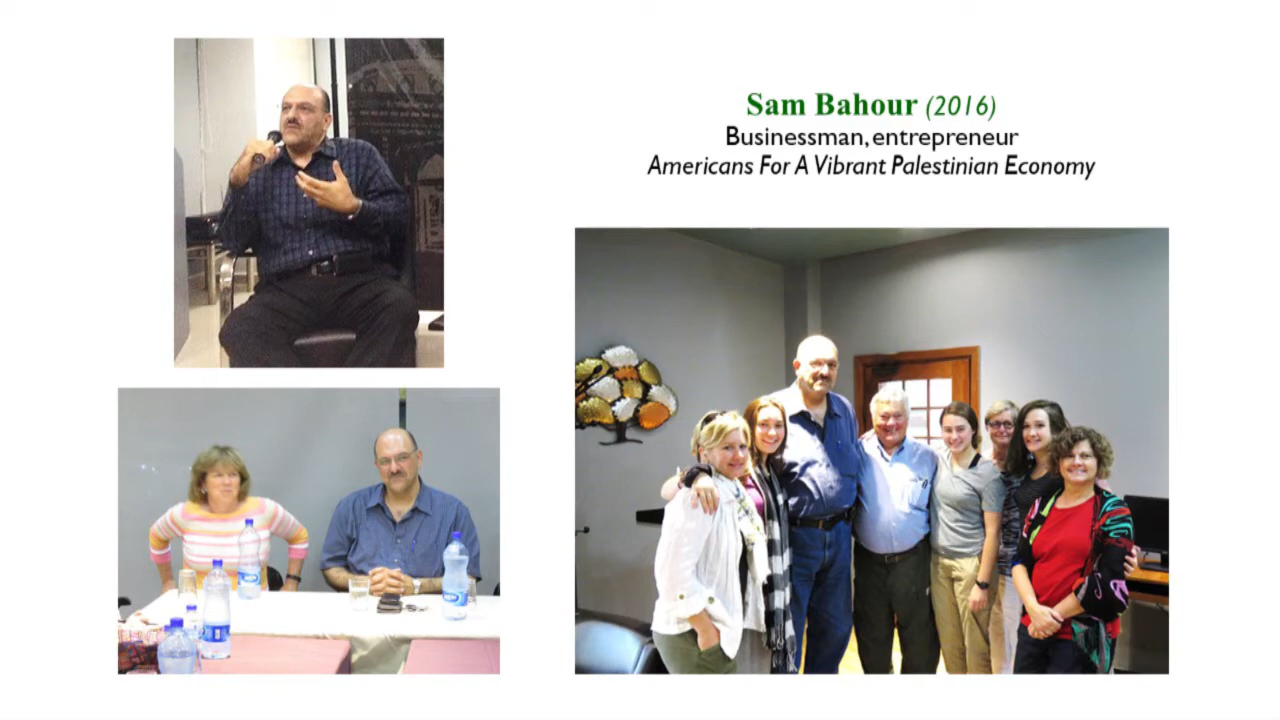 Sam Bahour (2016)
Businessman, entrepreneur
Americans For A Vibrant Palestinian Economy